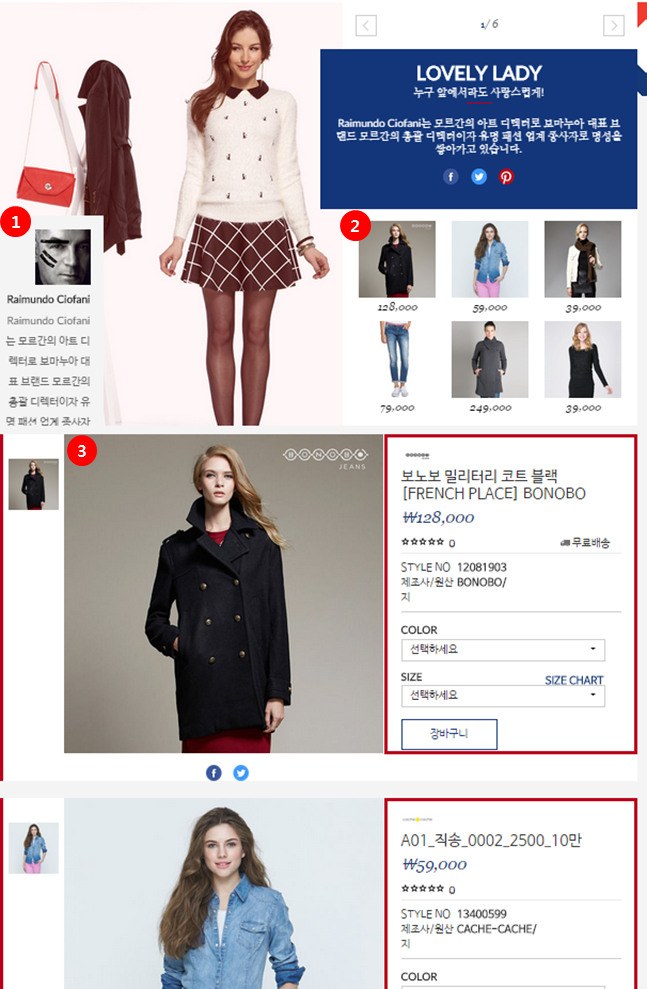 1/ 6
LOVELY LADY
누구 앞에서라도 사랑스럽게!
Raimundo Ciofani는 모르간의 아트 디렉터로 보마누아 대표 브
랜드 모르간의 총괄 디렉터이자 유명 패션 업계 종사자로 명성을
쌓아가고 있습니다.
1
Raimundo Ciofani
Raimundo Ciofani
는 모르간의 아트 디
렉터로 보마누아 대
표 브랜드 모르간의
총괄 디렉터이자 유
명 패션 업계 종사자
2
128,000
59,000
39,000
79,000
249,000
39,000
3
BONOBO
JEANS
보노보 밀리터리 코트 블랙
[FRENCH PLACE] BONOBO
₩128,000
☆☆☆☆☆ 0
무료배송
STYLE NO 12081903
제조사/원산 BONOBO/
지
COLOR
선택하세요
SIZE
SIZE CHART
선택하세요
장바구니
A01_직송_0002_2500_10만
₩59,000
☆☆☆☆☆ 0
STYLE NO 13400599
제조사/원산 CACHE-CACHE/
지
COLOR